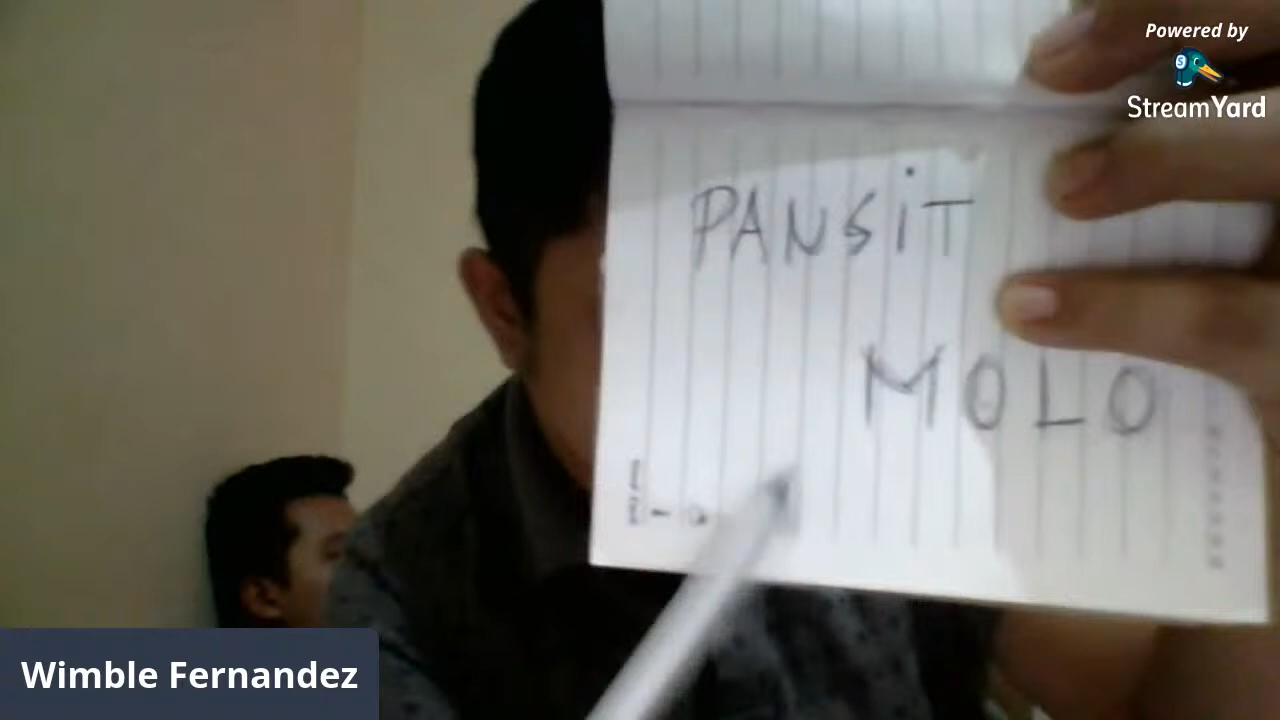 Powered by
StreamYard
PANSiT
MOLO
Wimble Fernandez